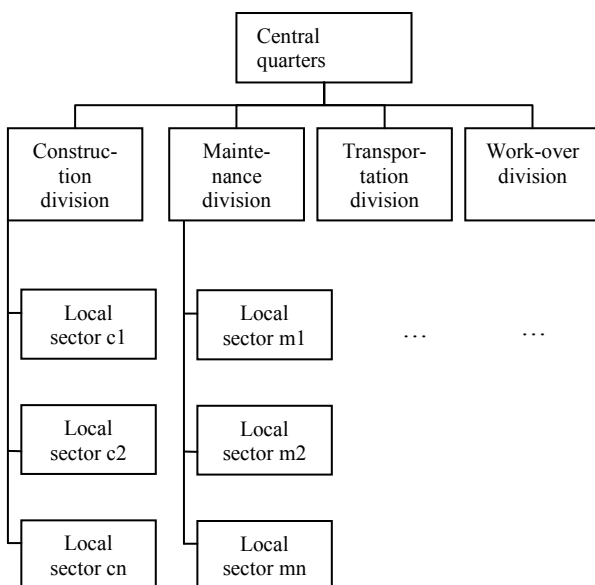 Central
quarters
Construc-
tion
division
Mainte-
nance
division
Transpor-
tation
division
Work-over
division
Local
sector c1
Local
sector m1
...
...
Local
sector c2
Local
sector m2
Local
sector cn
Local
sector mn